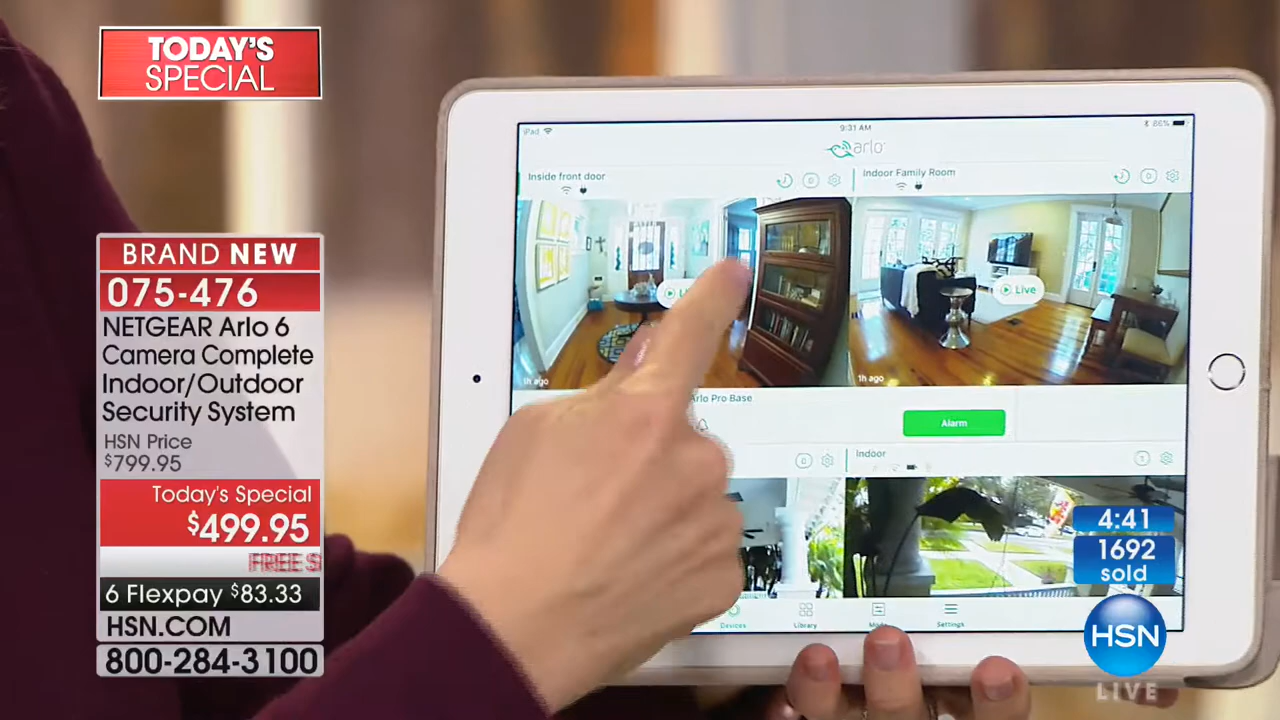 TODAY'S
SPECIAL
BRAND NEW
075-476
NETGEAR Arlo 6
Camera Complete
Indoor/Outdoor
Security System
HSN Price
$799.95
Today's Special
$499.95
FREE S
6 Flexpay $83.33
HSN.COM
800-284-3100
iPad
9:31 AM
86%
arlo
Inside front door
Indoor Family Room
Live
1h ago
1h ago
Arlo Pro Base
Alarm
Indoor
Devices
Library
Settings
4:41
1692
sold
HSN
LIVE